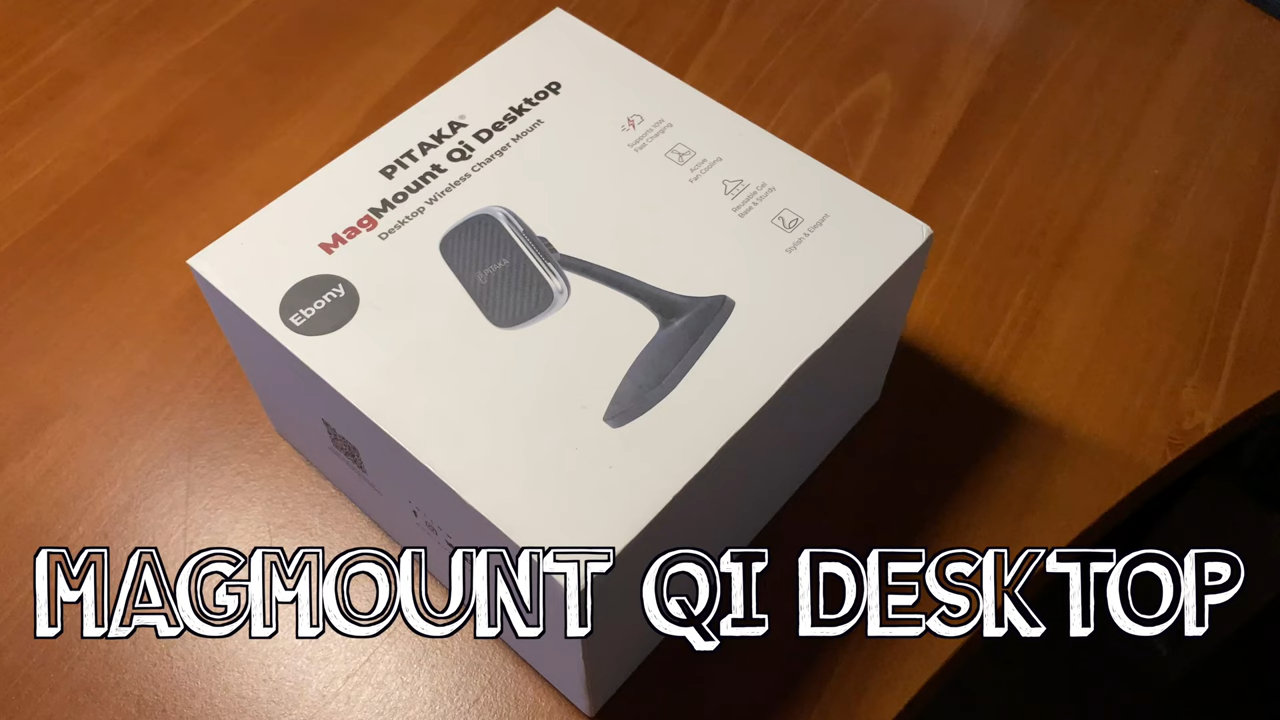 PITAKA®
MagMount Qi Desktop
Desktop Wireless Charger Mount
Supports 10W
Fast Charging
Active
Fan Cooling
Reusable Gel
Base & Sturdy
Stylish & Elegant
Ebony
PITAKA
MAGMOUNT QI DESKTOP